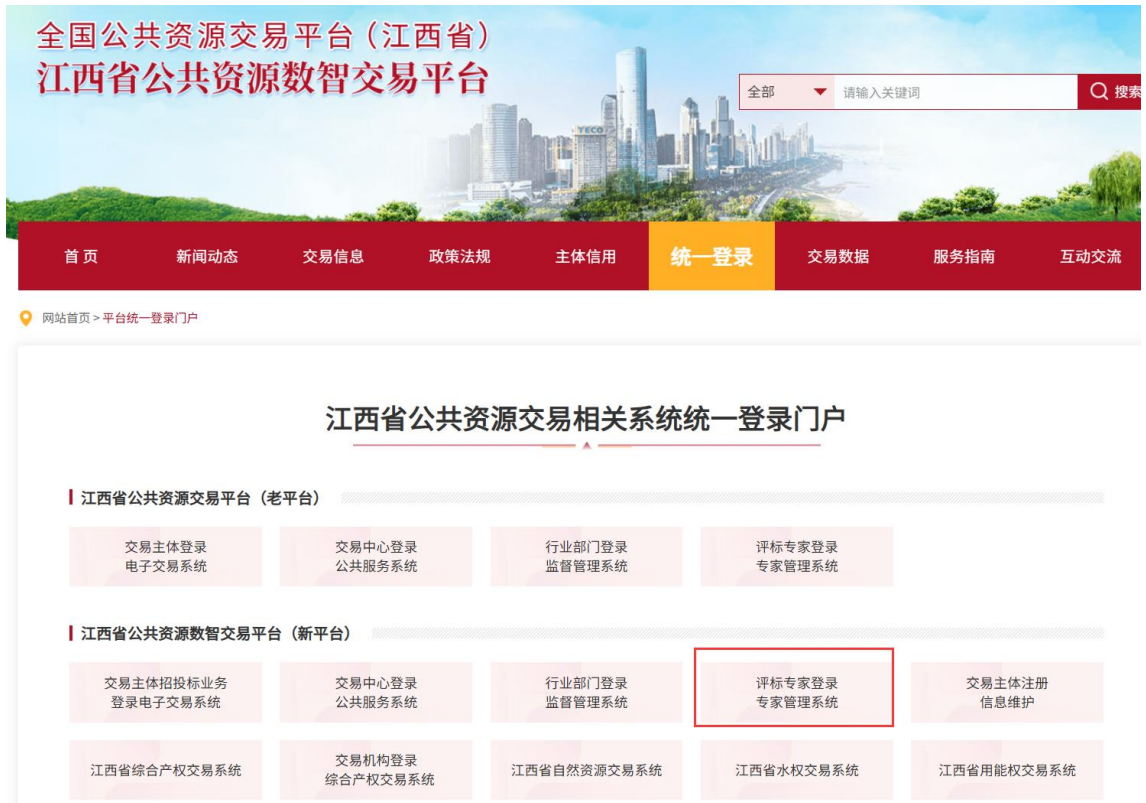 全国公共资源交易平台（江西省）
江西省公共资源数智交易平台
全部 请输入关键词 搜索
TECO
首页 新闻动态 交易信息 政策法规 主体信用 统一登录 交易数据 服务指南 互动交流
网站首页 > 平台统一登录门户
江西省公共资源交易相关系统统一登录门户
江西省公共资源交易平台（老平台）
交易主体登录
电子交易系统
交易中心登录
公共服务系统
行业部门登录
监督管理系统
评标专家登录
专家管理系统
江西省公共资源数智交易平台（新平台）
交易主体招投标业务
登录电子交易系统
交易中心登录
公共服务系统
行业部门登录
监督管理系统
评标专家登录
专家管理系统
交易主体注册
信息维护
江西省综合产权交易系统
交易机构登录
综合产权交易系统
江西省自然资源交易系统
江西省水权交易系统
江西省用能权交易系统